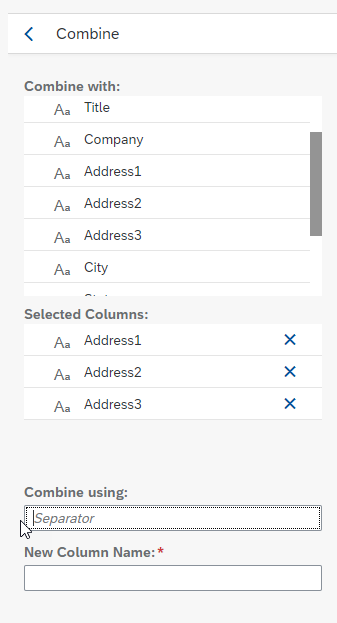 Combine
Combine with:
Aa Title
Aa Company
Aa Address1
Aa Address2
Aa Address3
Aa City
Selected Columns:
Aa Address1
Aa Address2
Aa Address3
Combine using:
Separator
New Column Name:*